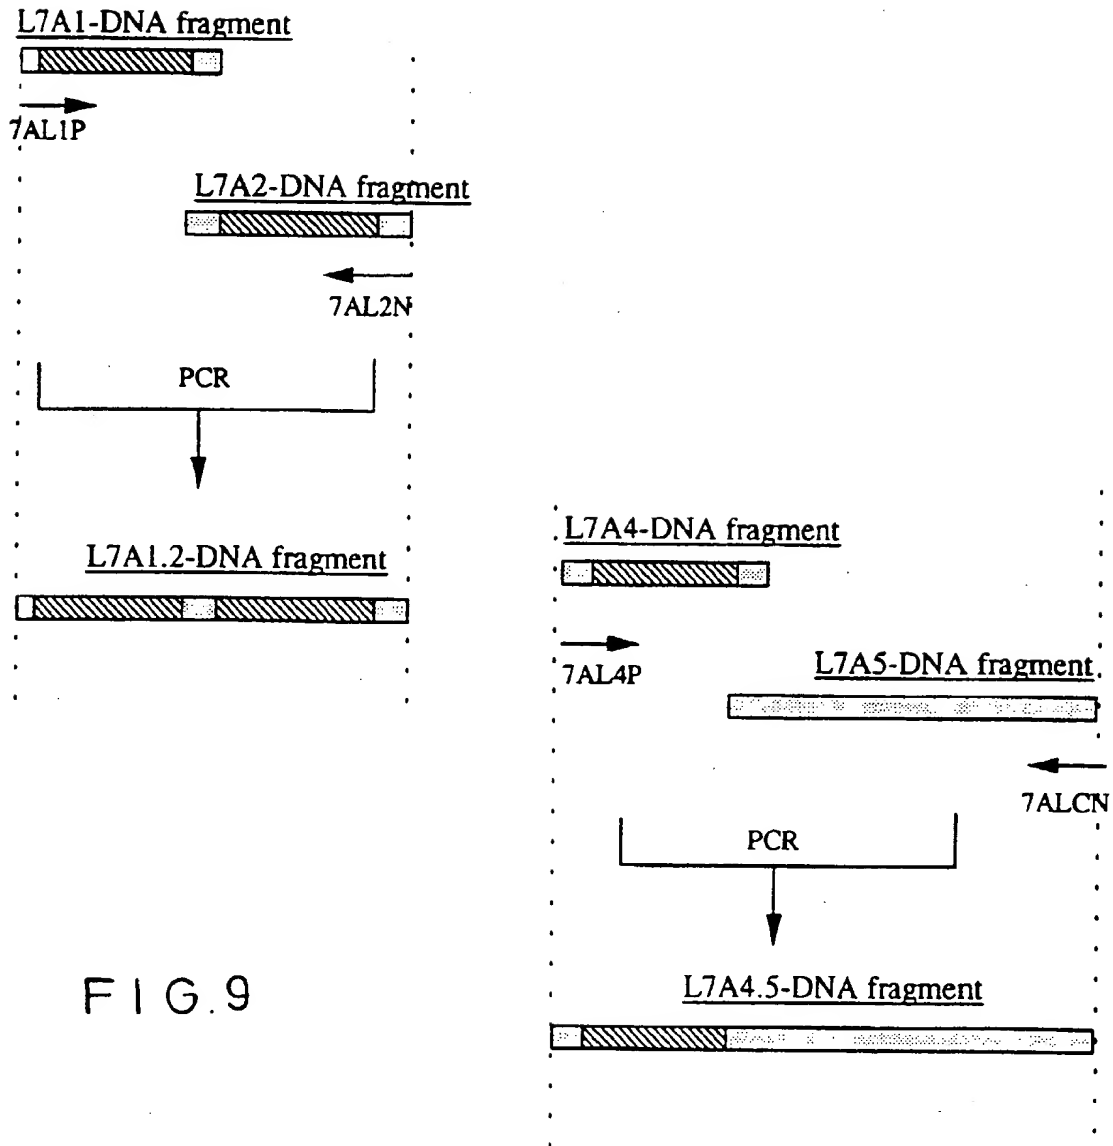 L7A1-DNA fragment
7AL1P
L7A2-DNA fragment
7AL2N
PCR
L7A1.2-DNA fragment
L7A4-DNA fragment
7AL4P
L7A5-DNA fragment
7ALCN
PCR
L7A4.5-DNA fragment
FIG.9